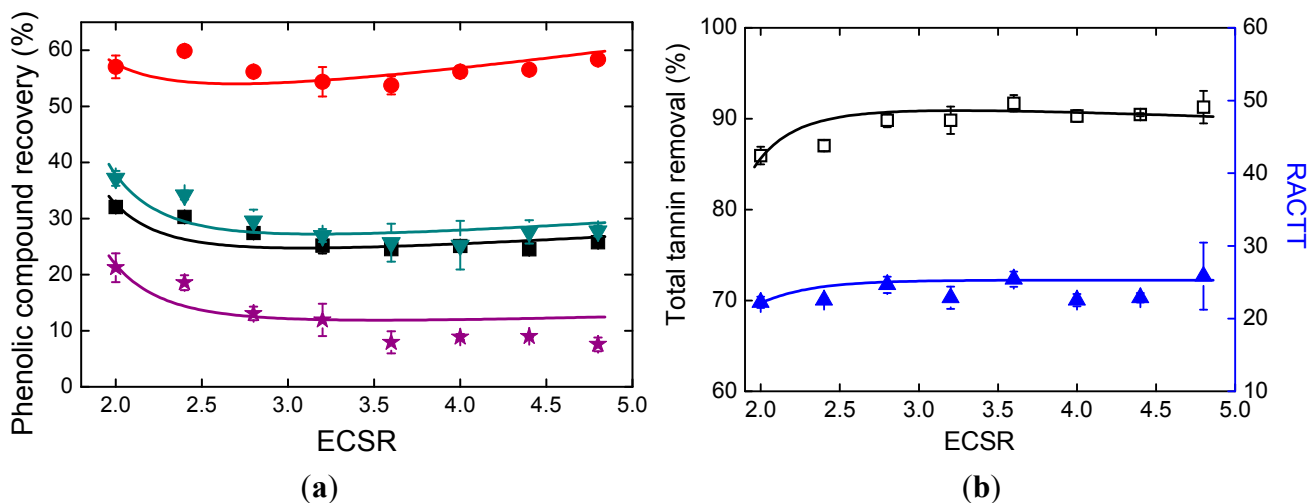 Phenolic compound recovery (%)
60
50
40
30
20
10
0
2.0 2.5 3.0 3.5 4.0 4.5 5.0
ECSR
(a)
Total tannin removal (%)
100
90
80
70
60
60
50
40
30
20
10
RACTT
2.0 2.5 3.0 3.5 4.0 4.5 5.0
ECSR
(b)